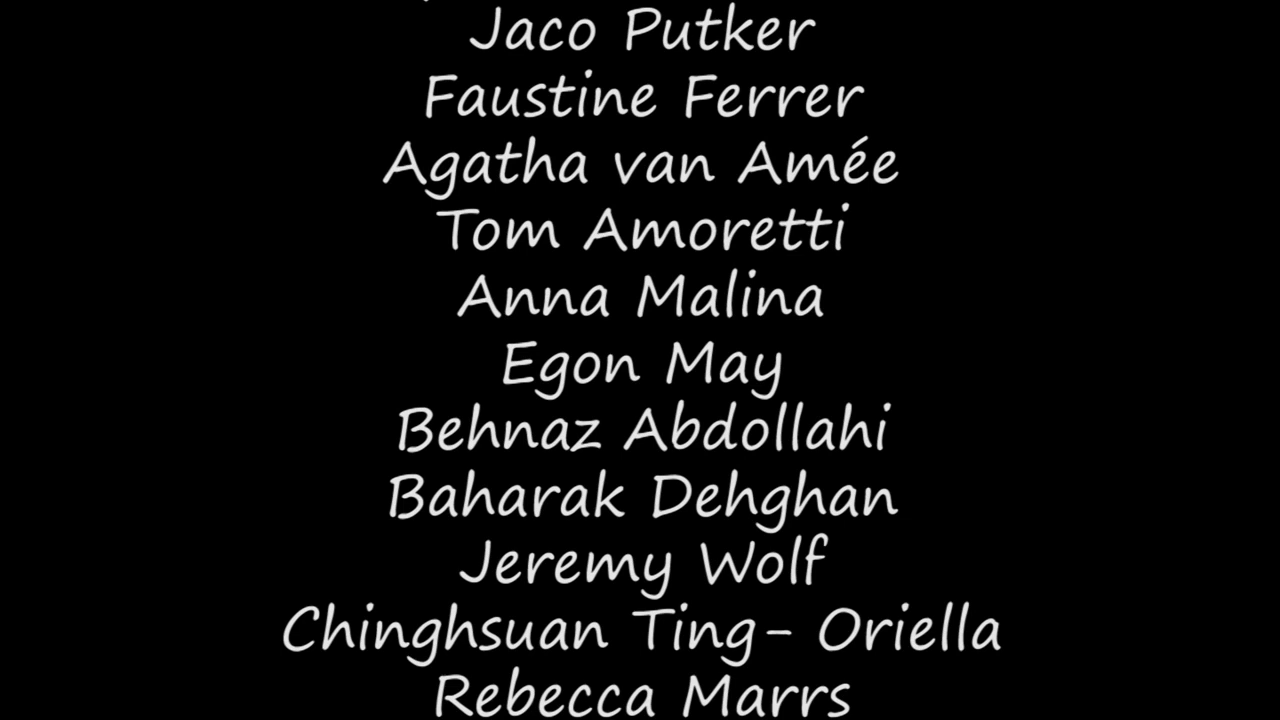 Jaco Putker
Faustine Ferrer
Agatha van Amée
Tom Amoretti
Anna Malina
Egon May
Behnaz Abdollahi
Baharak Dehghan
Jeremy Wolf
Chinghsuan Ting- Oriella
Rebecca Marrs